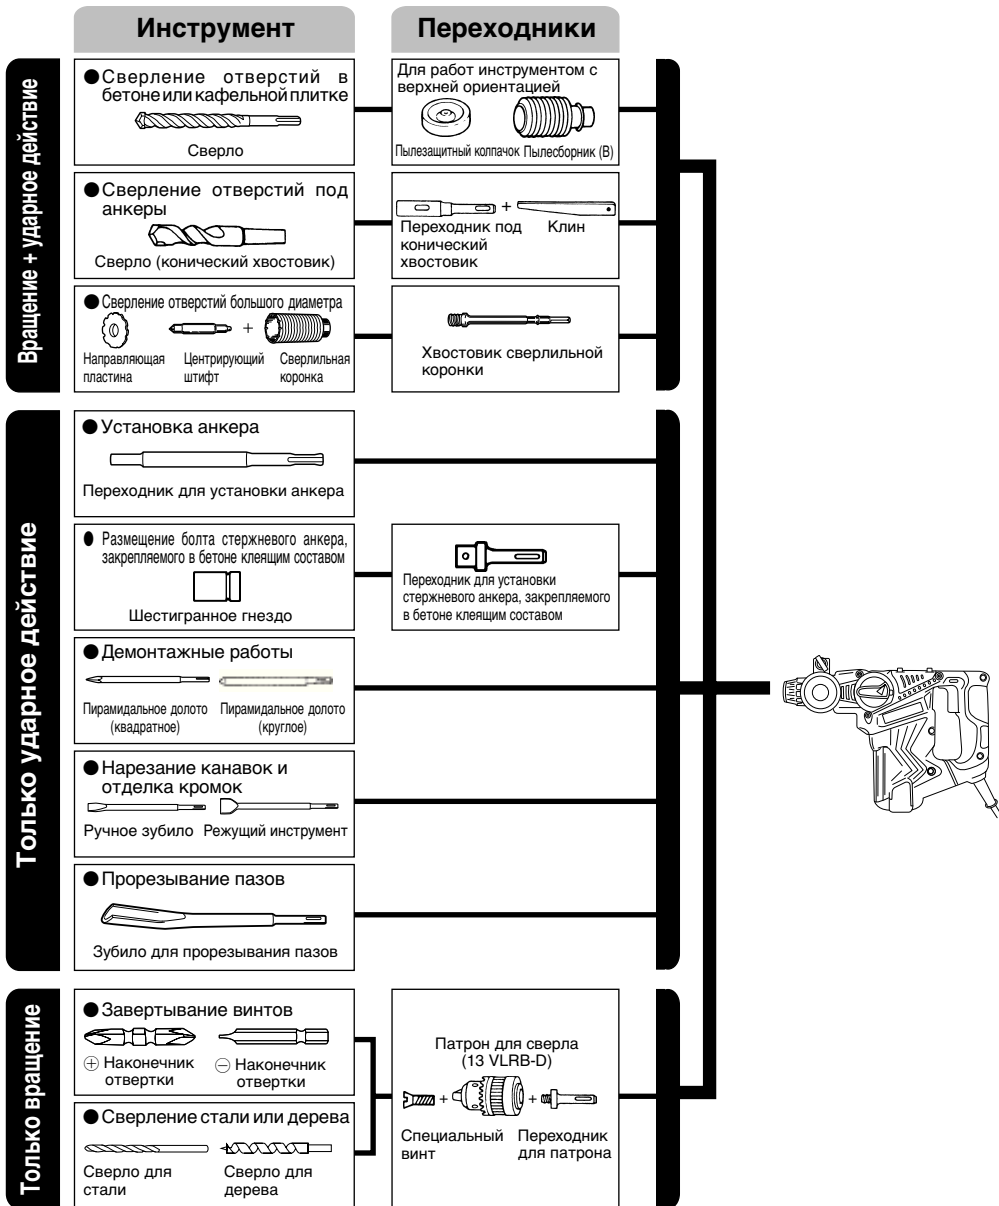 Инструмент
Переходники
Вращение + ударное действие
●Сверление отверстий в
бетоне или кафельной плитке
Сверло
Для работ инструментом с
верхней ориентацией
Пылезащитный колпачок Пылесборник (B)
●Сверление отверстий под
анкеры
Сверло (конический хвостовик)
+
Переходник под
конический
хвостовик
Клин
●Сверление отверстий большого диаметра
+
Направляющая
пластина
Центрирующий
штифт
Сверлильная
коронка
Хвостовик сверлильной
коронки
Только ударное действие
●Установка анкера
Переходник для установки анкера
● Размещение болта стержневого анкера,
закрепляемого в бетоне клеящим составом
Шестигранное гнездо
Переходник для установки
стержневого анкера, закрепляемого
в бетоне клеящим составом
●Демонтажные работы
Пирамидальное долото
(квадратное)
Пирамидальное долото
(круглое)
●Нарезание канавок и
отделка кромок
Ручное зубило Режущий инструмент
●Прорезывание пазов
Зубило для прорезывания пазов
Только вращение
●Завертывание винтов
⊕ Наконечник
отвертки
⊖ Наконечник
отвертки
●Сверление стали или дерева
Сверло для
стали
Сверло для
дерева
Патрон для сверла
(13 VLRB-D)
+ +
Специальный
винт
Переходник
для патрона